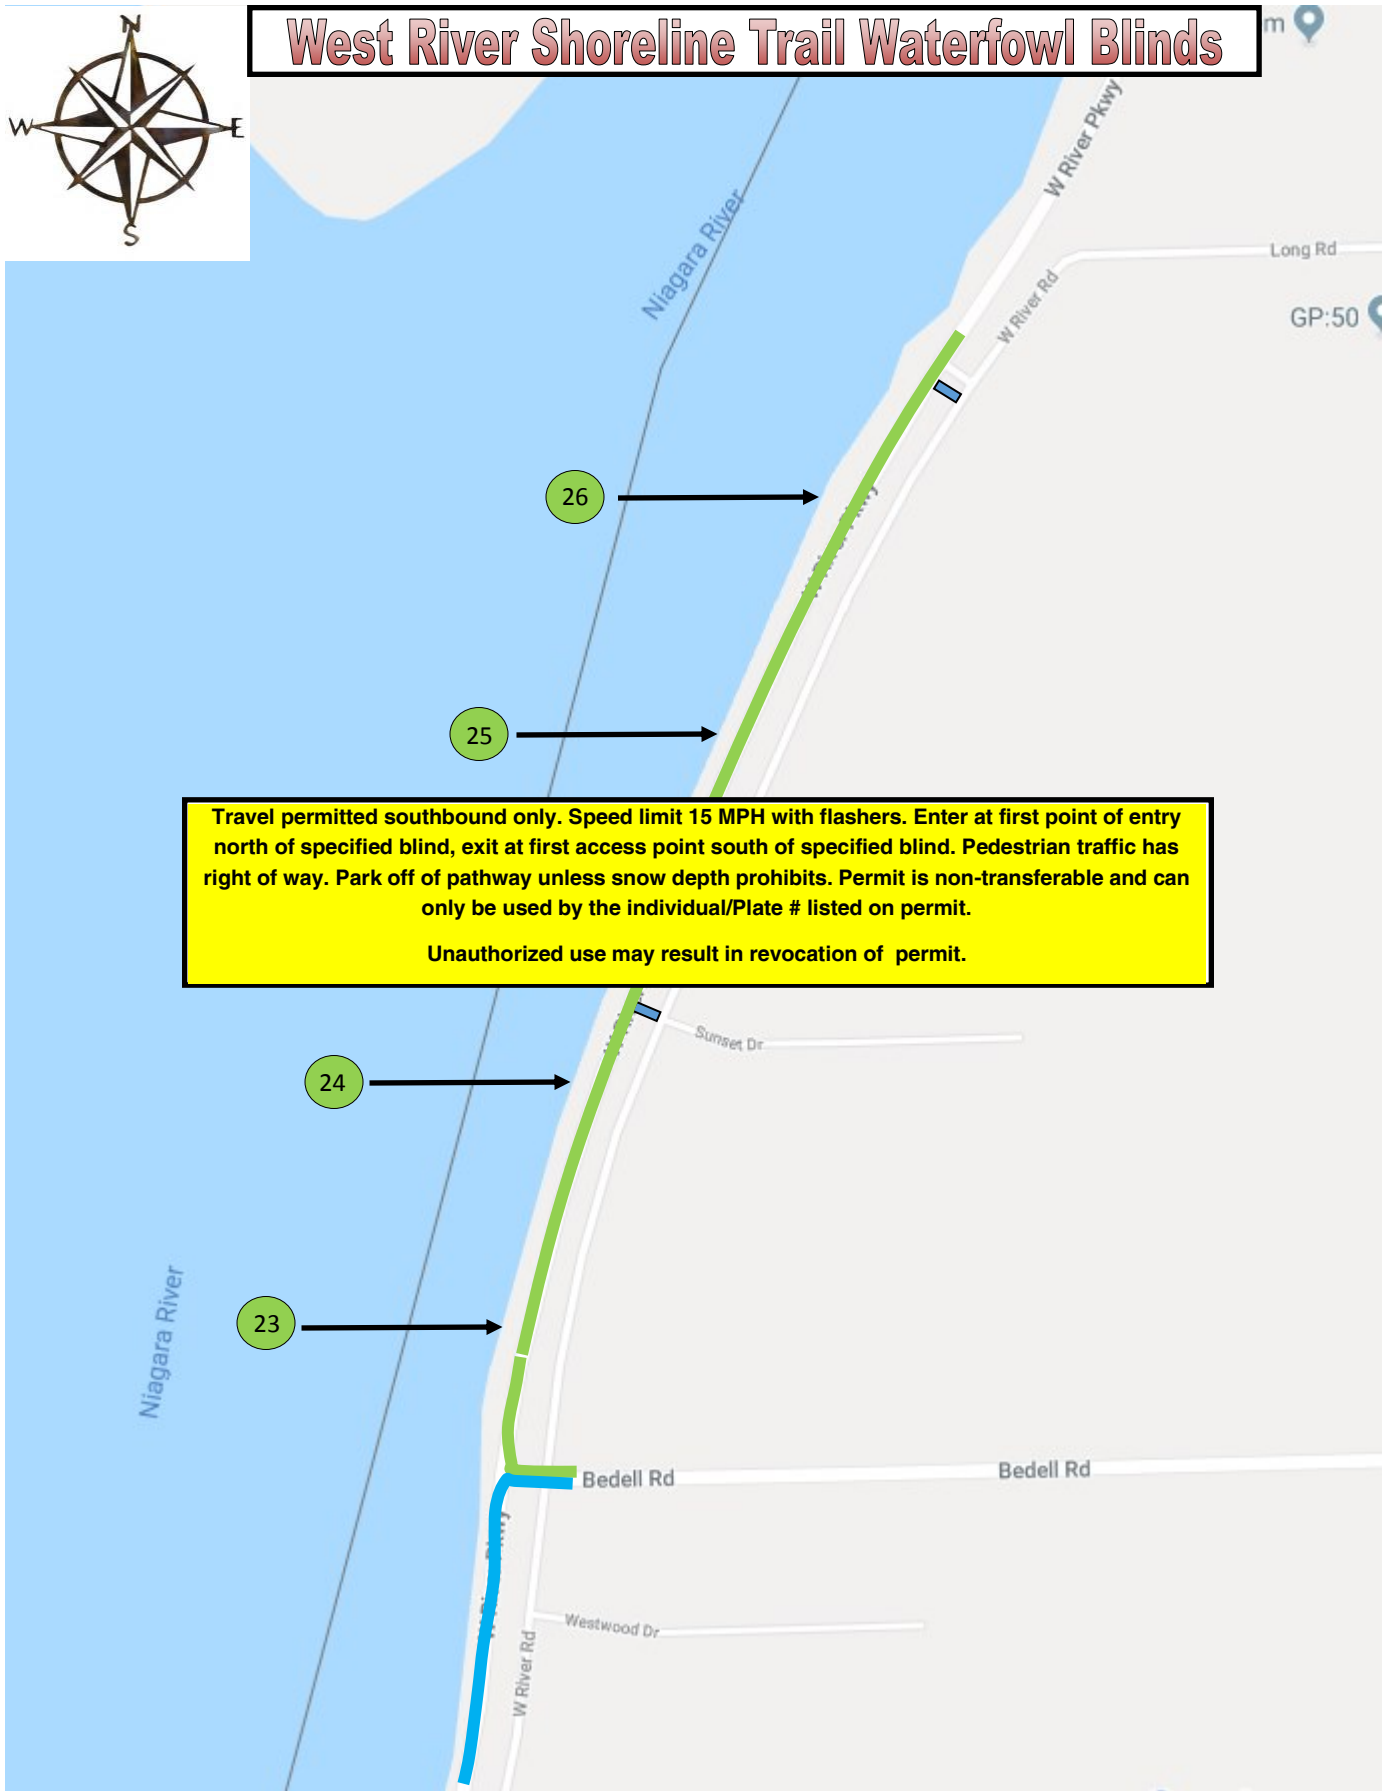 West River Shoreline Trail Waterfowl Blinds
N
W
E
S
m
W River Pkwy
Niagara River
Long Rd
W River Rd
GP:50
26
25
Travel permitted southbound only. Speed limit 15 MPH with flashers. Enter at first point of entry
north of specified blind, exit at first access point south of specified blind. Pedestrian traffic has
right of way. Park off of pathway unless snow depth prohibits. Permit is non-transferable and can
only be used by the individual/Plate # listed on permit.
Unauthorized use may result in revocation of permit.
Sunset Dr
24
Niagara River
23
Bedell Rd
Bedell Rd
Westwood Dr
W River Rd